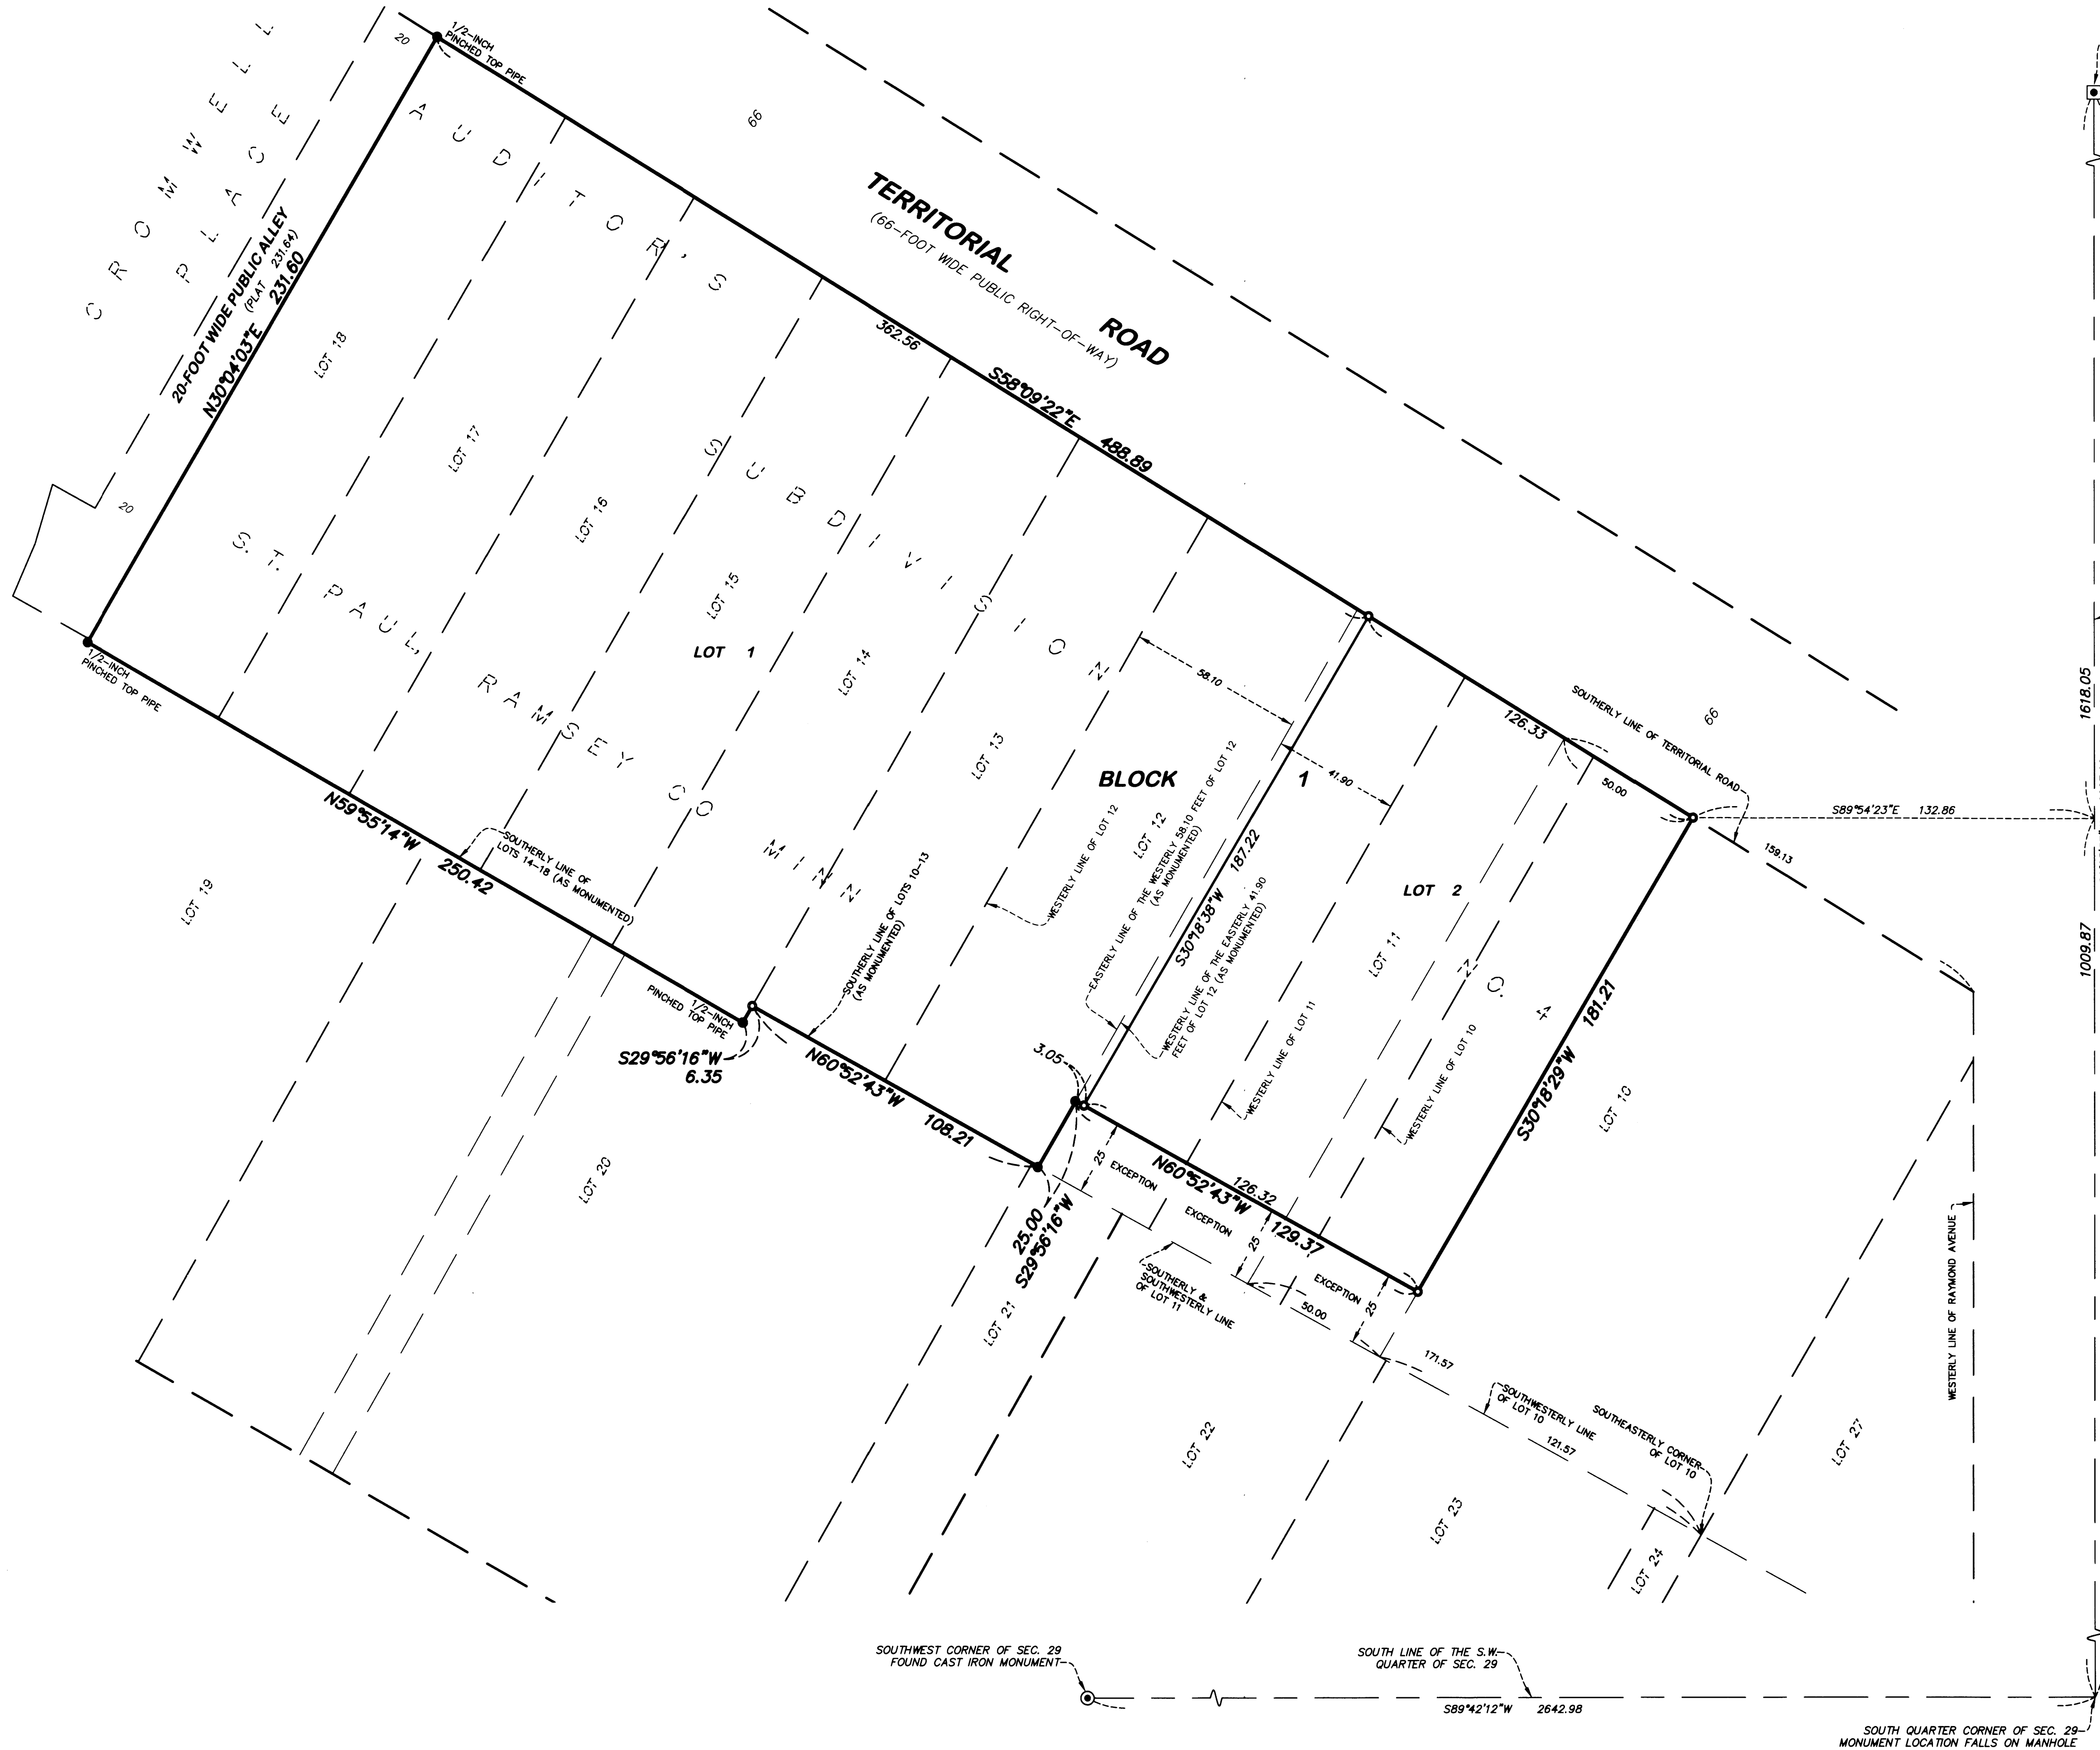 1/2-INCH
PINCHED TOP PIPE
20
CROMWELL
PLACE
66
TERRITORIAL
ROAD
(66-FOOT WIDE PUBLIC RIGHT-OF-WAY)
AUDITOR'S
SUBDIVISION
NO. 4
ST. PAUL, RAMSEY CO MINN
20-FOOT WIDE PUBLIC ALLEY
(PLAT 231.64)
N30°04'03"E 231.60
20
LOT 18
LOT 17
LOT 16
LOT 15
LOT 14
LOT 13
LOT 12
LOT 11
LOT 10
362.56
S58°09'22"E 488.89
LOT 1
BLOCK 1
LOT 2
58.10
41.90
126.33
50.00
SOUTHERLY LINE OF TERRITORIAL ROAD
66
S89°54'23"E 132.86
159.13
1618.05
1009.87
1/2-INCH
PINCHED TOP PIPE
N59°55'14"W
250.42
SOUTHERLY LINE OF
LOTS 14-18 (AS MONUMENTED)
1/2-INCH
PINCHED TOP PIPE
S29°56'16"W
6.35
SOUTHERLY LINE OF LOTS 10-13
(AS MONUMENTED)
N60°52'43"W
108.21
WESTERLY LINE OF LOT 12
EASTERLY LINE OF THE WESTERLY 58.10 FEET OF LOT 12
(AS MONUMENTED)
S30°18'38"W 187.22
WESTERLY LINE OF THE EASTERLY 41.90
FEET OF LOT 12 (AS MONUMENTED)
WESTERLY LINE OF LOT 11
WESTERLY LINE OF LOT 10
S30°18'29"W 181.21
3.05
25
EXCEPTION
N60°52'43"W
126.32
129.37
EXCEPTION
25
EXCEPTION
25
25.00
S29°56'16"W
50.00
171.57
SOUTHERLY &
SOUTHWESTERLY LINE
OF LOT 11
SOUTHWESTERLY LINE
OF LOT 10
121.57
SOUTHEASTERLY CORNER
OF LOT 10
LOT 19
LOT 20
LOT 21
LOT 22
LOT 23
LOT 24
LOT 27
WESTERLY LINE OF RAYMOND AVENUE
SOUTHWEST CORNER OF SEC. 29
FOUND CAST IRON MONUMENT
SOUTH LINE OF THE S.W.
QUARTER OF SEC. 29
S89°42'12"W 2642.98
SOUTH QUARTER CORNER OF SEC. 29
MONUMENT LOCATION FALLS ON MANHOLE